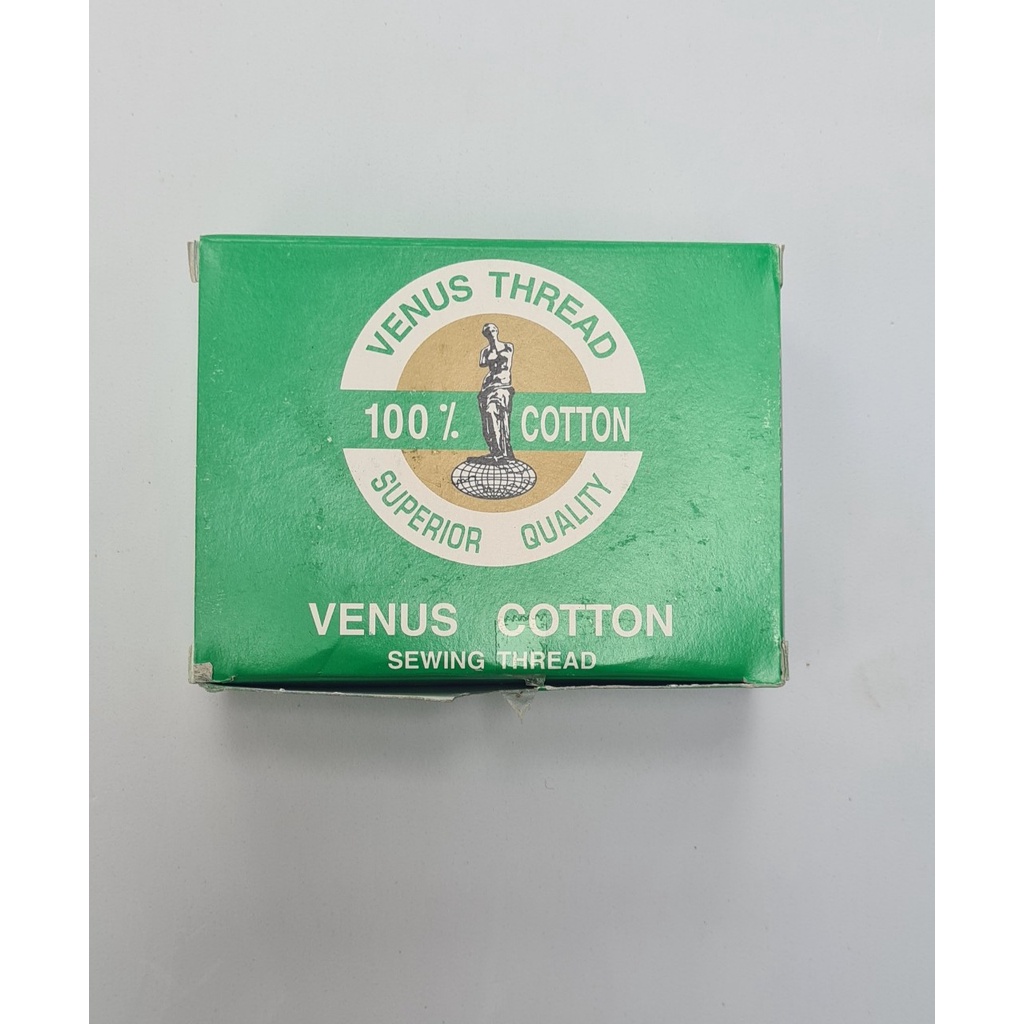 VENUS THREAD
100 % COTTON
SUPERIOR QUALITY
VENUS COTTON
SEWING THREAD